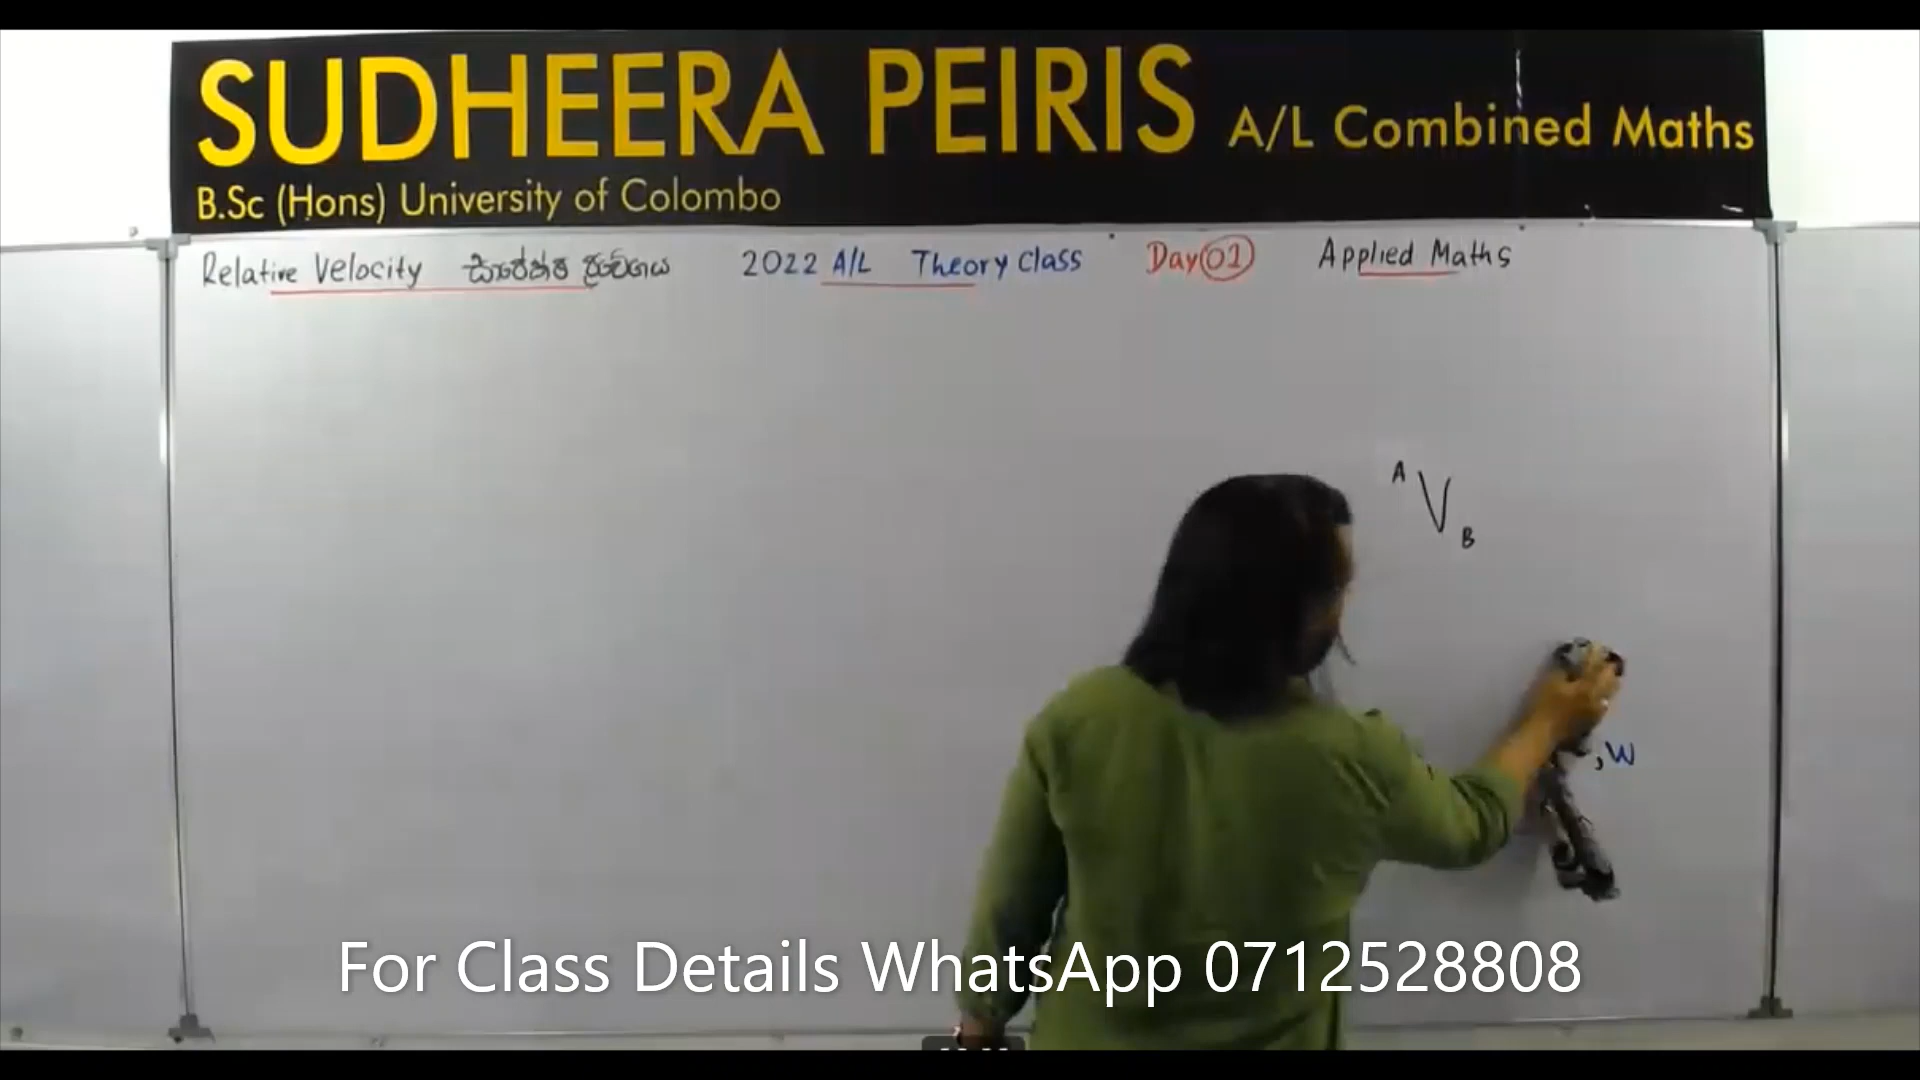 SUDHEERA PEIRIS A/L Combined Maths
B.Sc (Hons) University of Colombo
Relative Velocity සාපේක්ෂ ප්‍රවේගය 2022 A/L Theory Class Day 01 Applied Maths
A V B
, W
For Class Details WhatsApp 0712528808